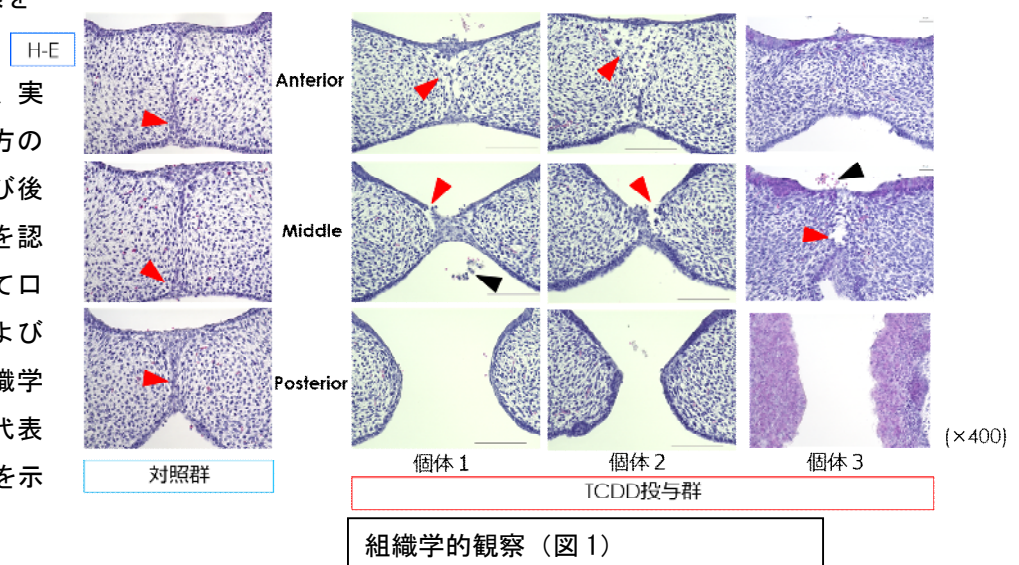 H-E
、実
方の
び後
を認
てロ
よび
織学
代表
を示
Anterior
Middle
Posterior
(×400)
対照群
個体 1
個体 2
個体 3
TCDD投与群
組織学的観察(図 1)